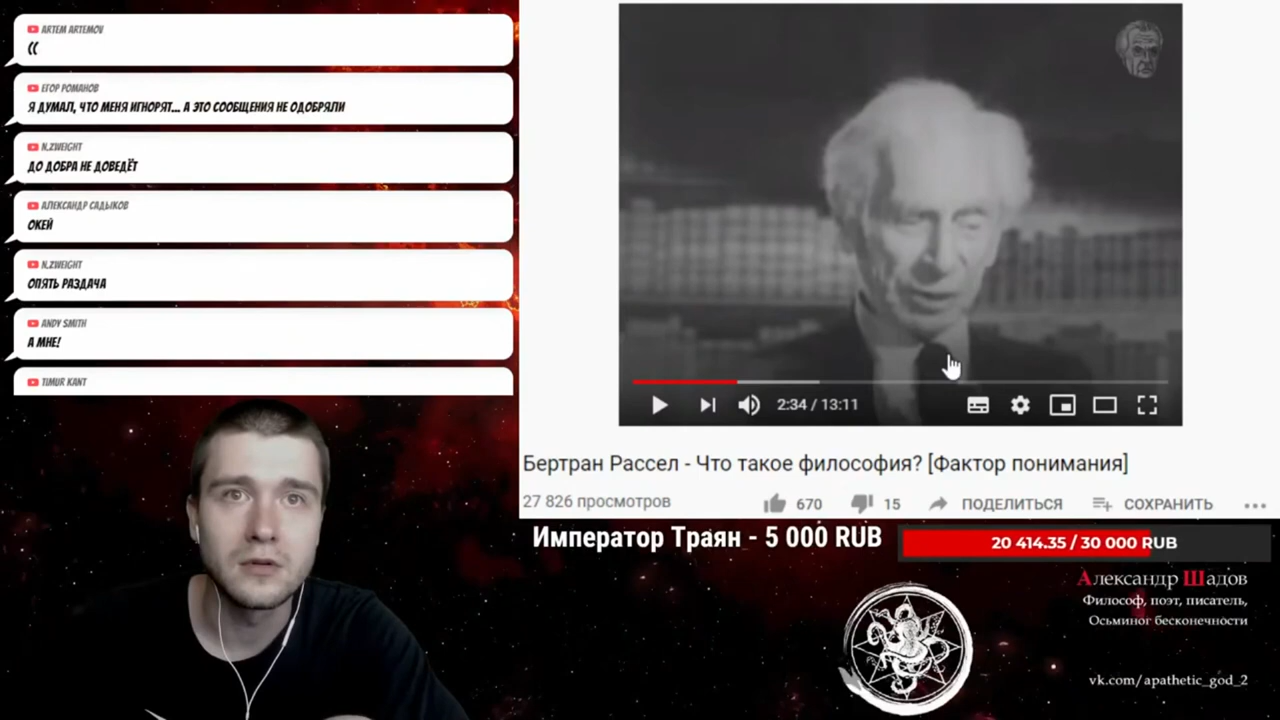 ARTEM ARTEMOV
((
ЕГОР РОМАНОВ
Я ДУМАЛ, ЧТО МЕНЯ ИГНОРЯТ... А ЭТО СООБЩЕНИЯ НЕ ОДОБРЯЛИ
N.ZWEIGHT
ДО ДОБРА НЕ ДОВЕДЁТ
АЛЕКСАНДР САДЫКОВ
ОКЕЙ
N.ZWEIGHT
ОПЯТЬ РАЗДАЧА
ANDY SMITH
А МНЕ!
TIMUR KANT
2:34 / 13:11
Бертран Рассел - Что такое философия? [Фактор понимания]
27 826 просмотров
670
15
ПОДЕЛИТЬСЯ
СОХРАНИТЬ
Император Траян - 5 000 RUB
20 414.35 / 30 000 RUB
Александр Шадов
Философ, поэт, писатель,
Осьминог бесконечности
vk.com/apathetic_god_2